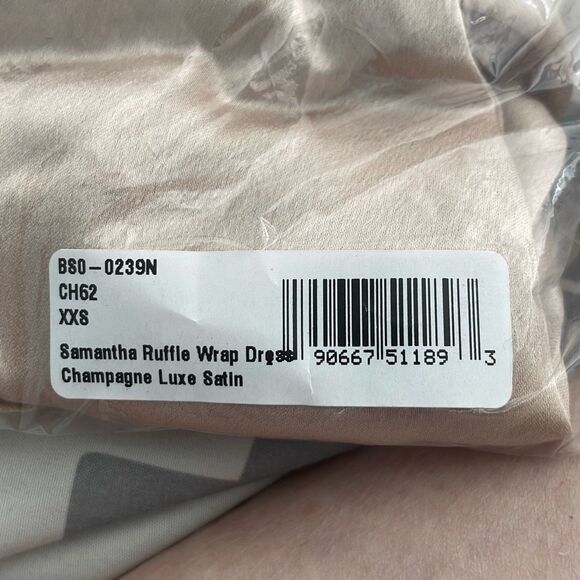 BS0-0239N
CH62
XXS
Samantha Ruffle Wrap Dress
Champagne Luxe Satin
90667 51189 3